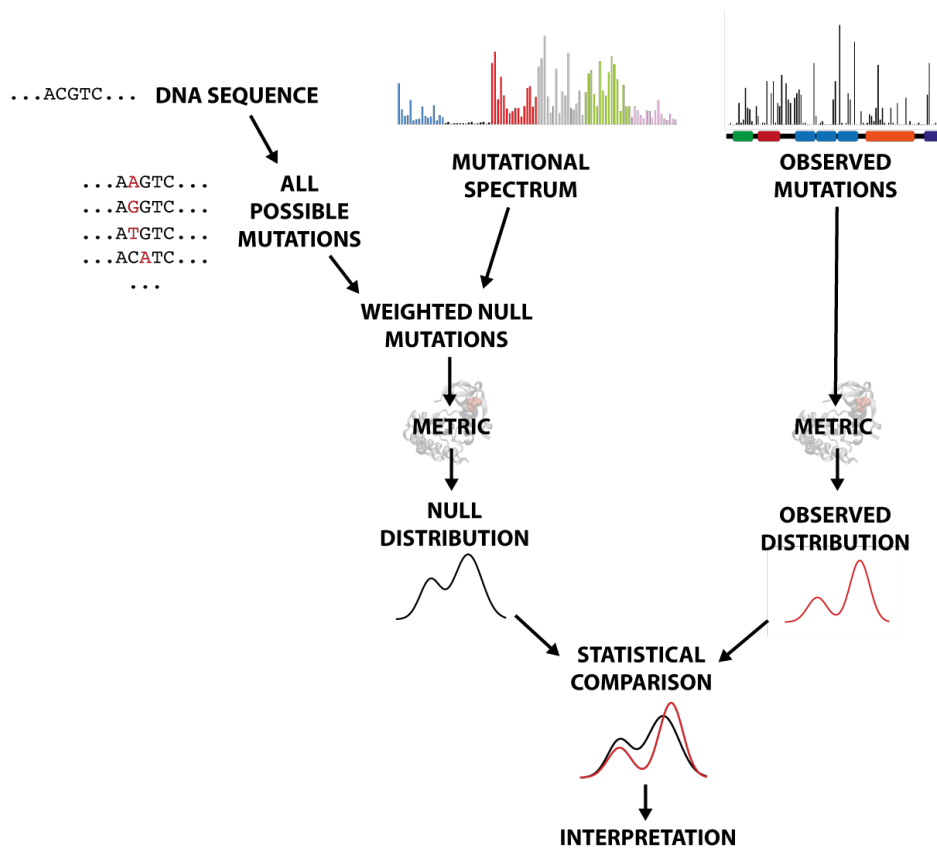 ...ACGTC...
DNA SEQUENCE
...AAGTC...
...AGGTC...
...ATGTC...
...ACATC...
...
ALL
POSSIBLE
MUTATIONS
MUTATIONAL
SPECTRUM
OBSERVED
MUTATIONS
WEIGHTED NULL
MUTATIONS
METRIC
METRIC
NULL
DISTRIBUTION
OBSERVED
DISTRIBUTION
STATISTICAL
COMPARISON
INTERPRETATION